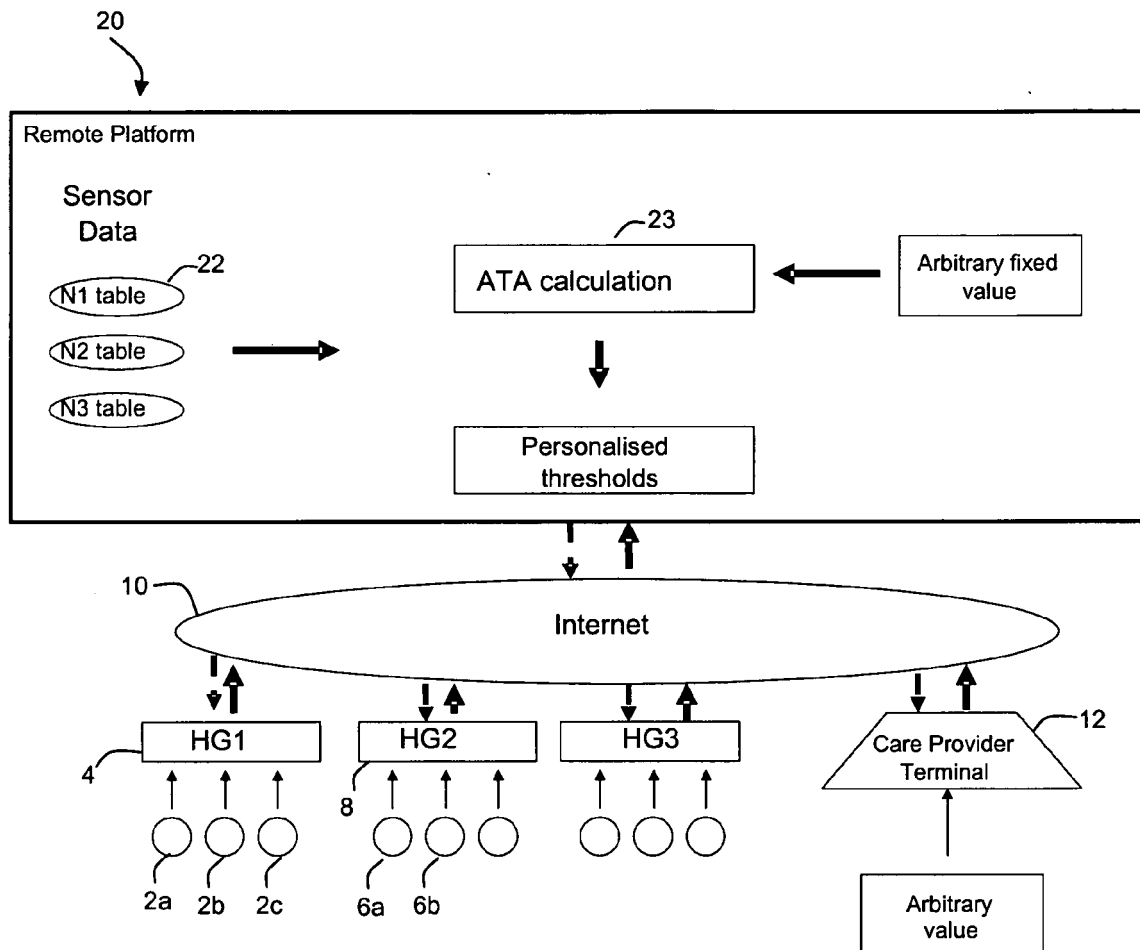 20
Remote Platform
Sensor
Data
22
N1 table
N2 table
N3 table
23
ATA calculation
Arbitrary fixed
value
Personalised
thresholds
10
Internet
HG1
4
HG2
8
HG3
Care Provider
Terminal
12
2a
2b
2c
6a
6b
Arbitrary
value